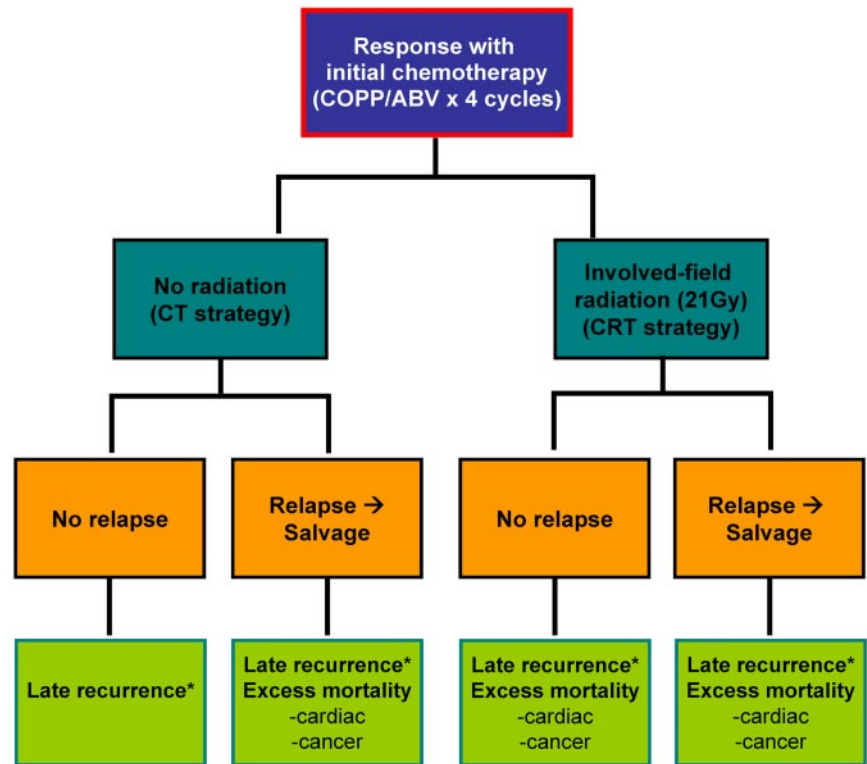 Response with
initial chemotherapy
(COPP/ABV x 4 cycles)
No radiation
(CT strategy)
Involved-field
radiation (21Gy)
(CRT strategy)
No relapse
Relapse →
Salvage
No relapse
Relapse →
Salvage
Late recurrence*
Late recurrence*
Excess mortality
-cardiac
-cancer
Late recurrence*
Excess mortality
-cardiac
-cancer
Late recurrence*
Excess mortality
-cardiac
-cancer